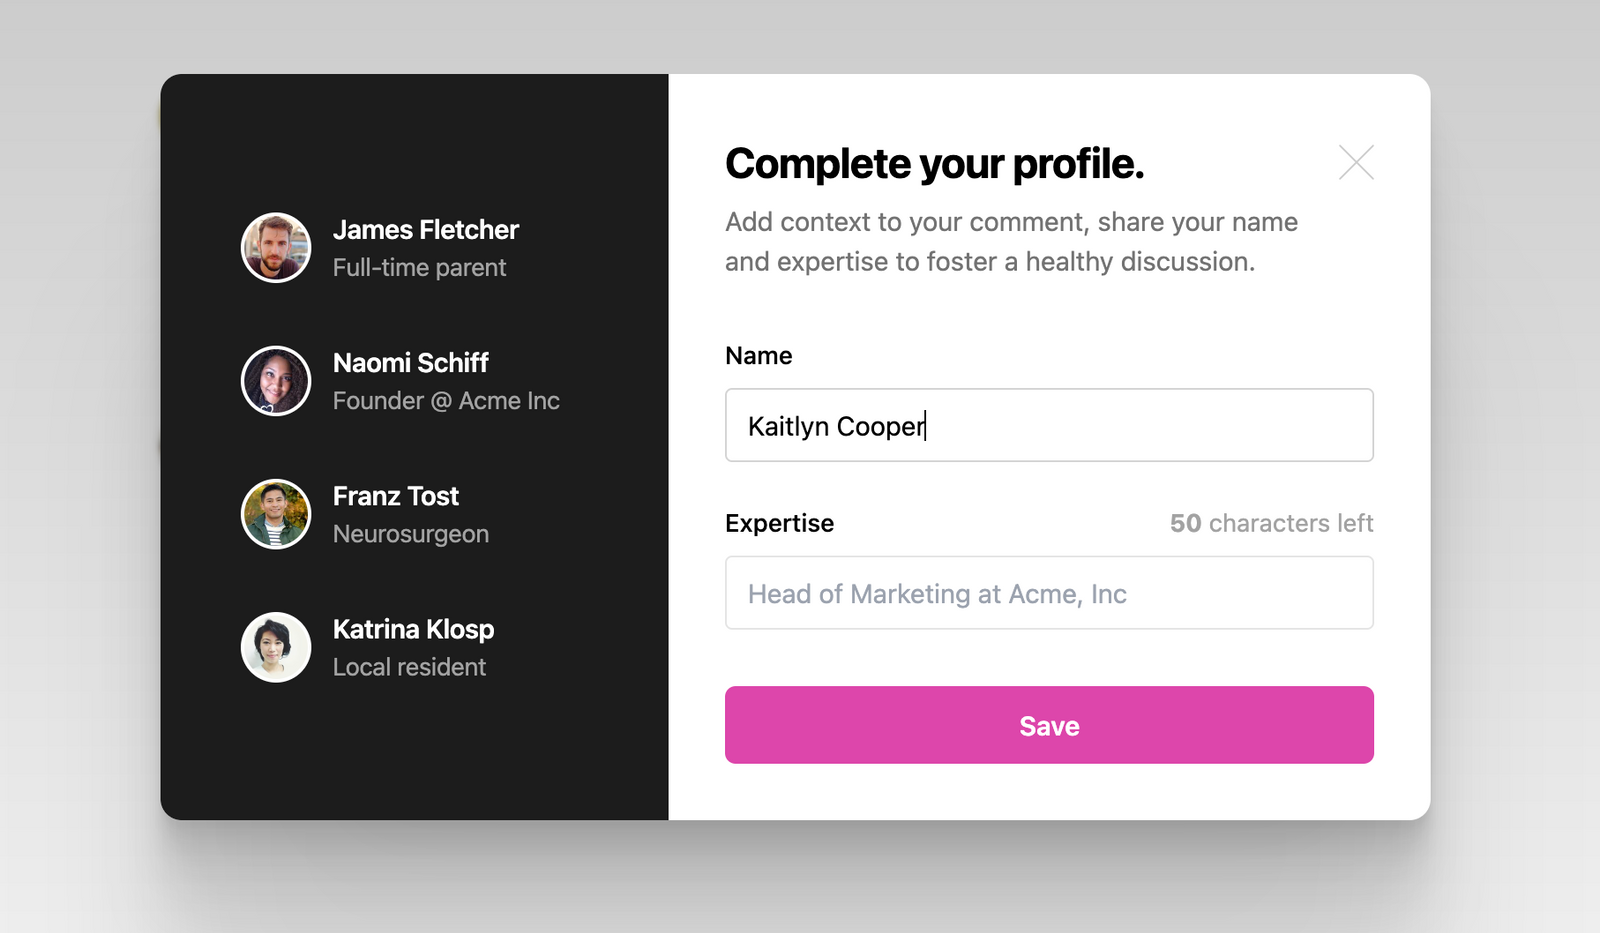 James Fletcher
Full-time parent
Naomi Schiff
Founder @ Acme Inc
Franz Tost
Neurosurgeon
Katrina Klosp
Local resident
Complete your profile.
Add context to your comment, share your name
and expertise to foster a healthy discussion.
Name
Kaitlyn Cooper
Expertise
50 characters left
Head of Marketing at Acme, Inc
Save